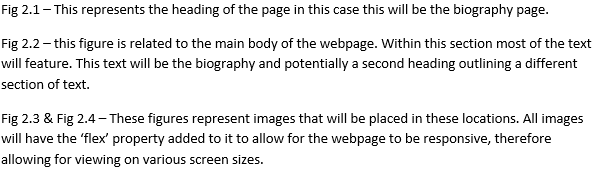 Fig 2.1 – This represents the heading of the page in this case this will be the biography page.
Fig 2.2 – this figure is related to the main body of the webpage. Within this section most of the text
will feature. This text will be the biography and potentially a second heading outlining a different
section of text.
Fig 2.3 & Fig 2.4 – These figures represent images that will be placed in these locations. All images
will have the ‘flex’ property added to it to allow for the webpage to be responsive, therefore
allowing for viewing on various screen sizes.